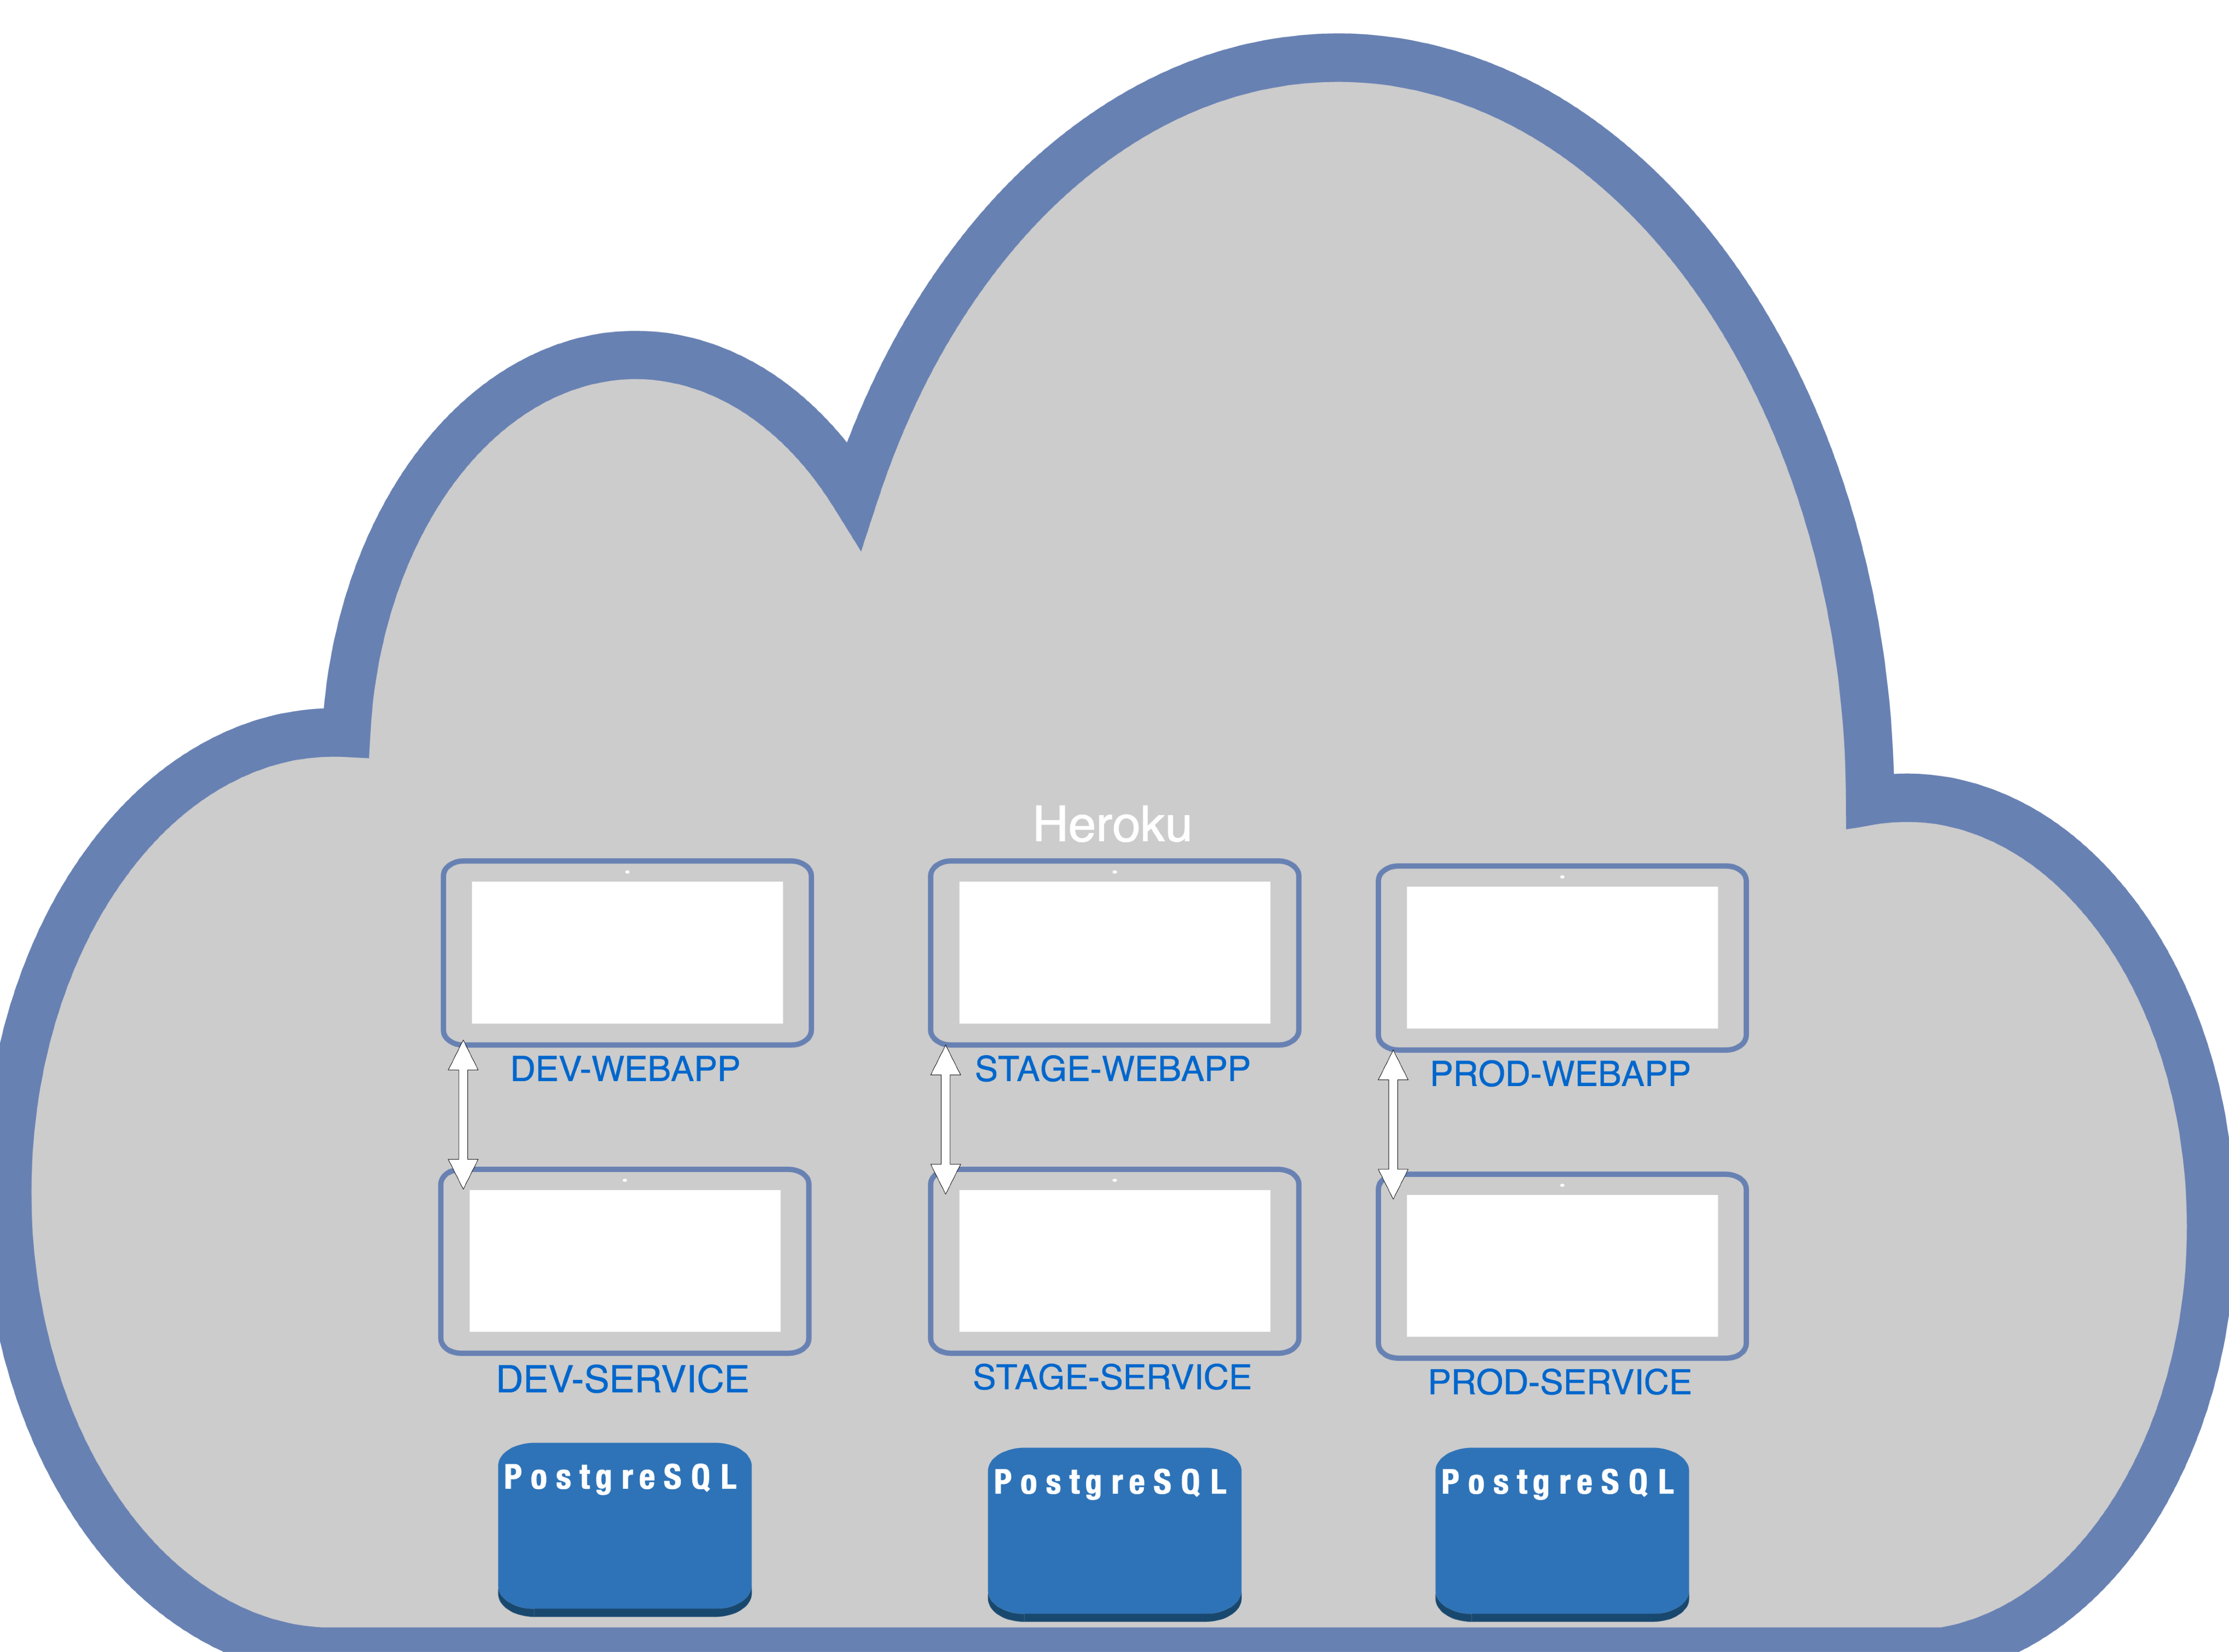 Heroku
DEV-WEBAPP
STAGE-WEBAPP
PROD-WEBAPP
DEV-SERVICE
STAGE-SERVICE
PROD-SERVICE
PostgreSQL
PostgreSQL
PostgreSQL